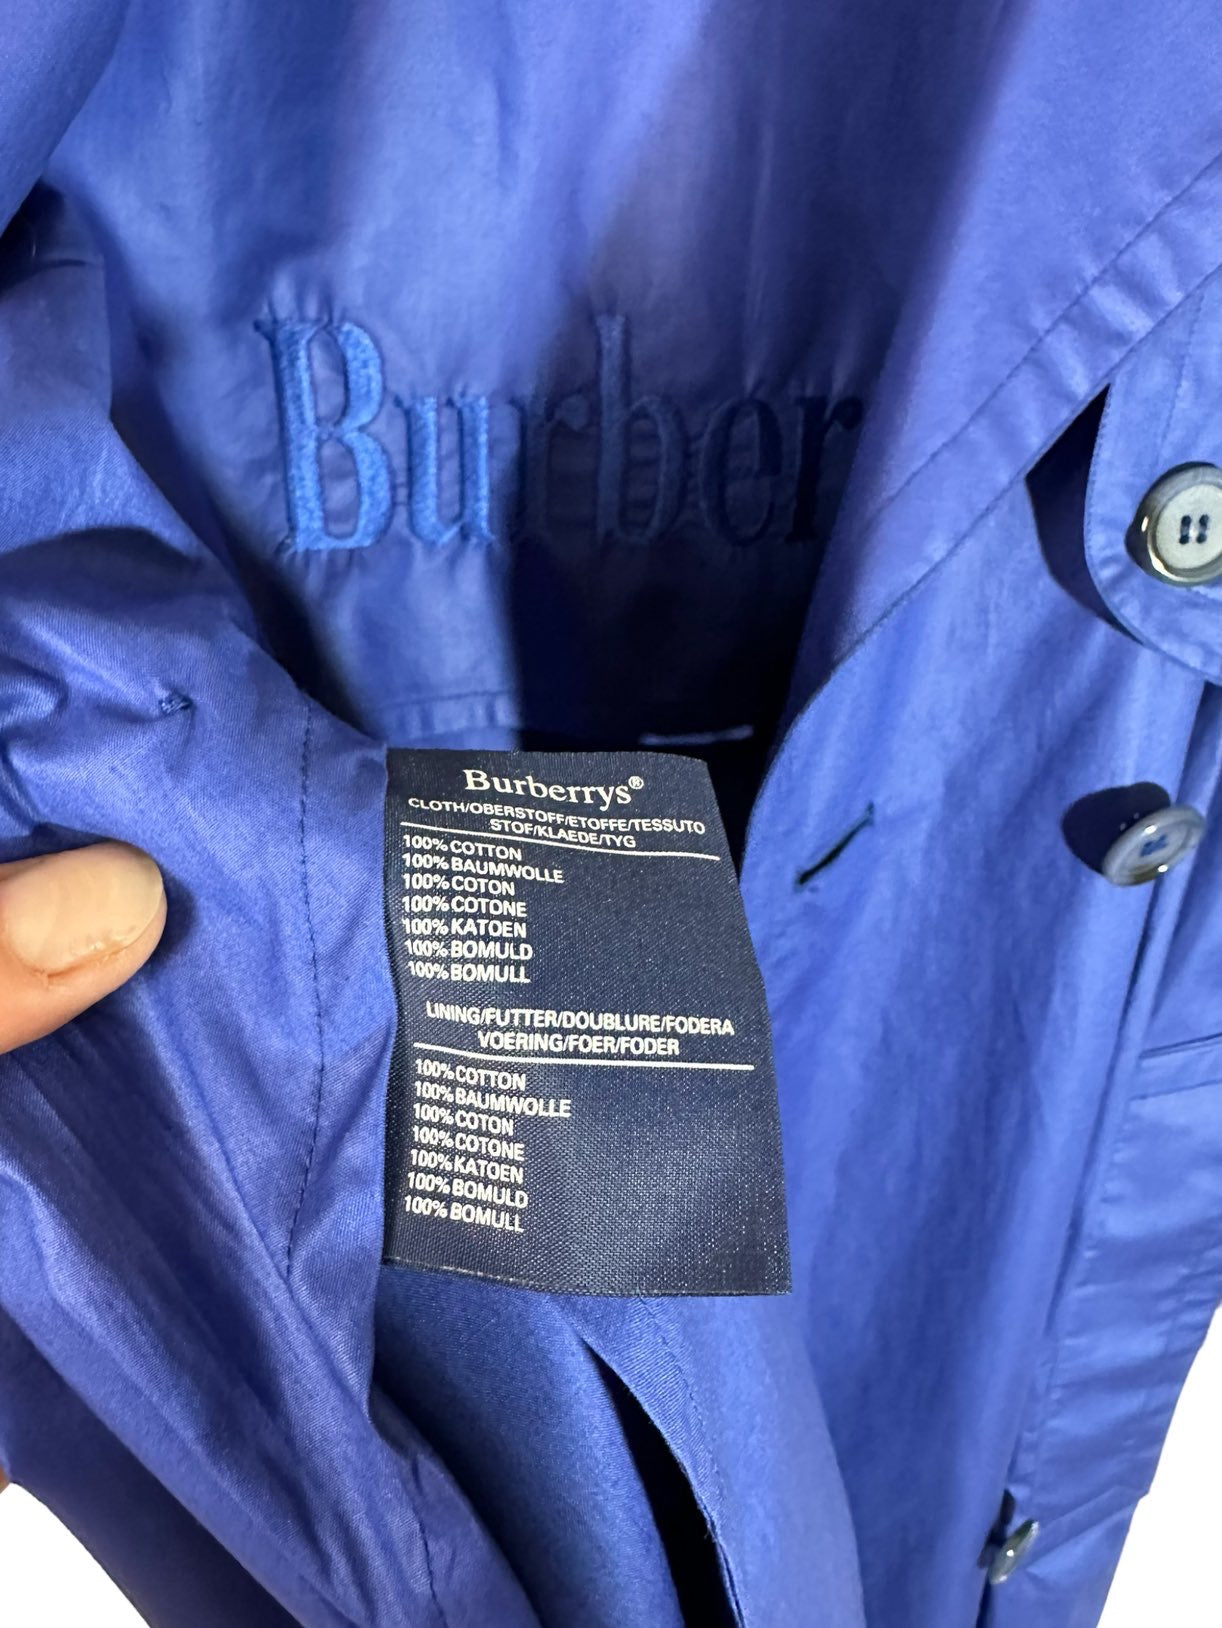 Burber
Burberrys®
CLOTH/OBERSTOFF/ETOFFE/TESSUTO
STOF/KLAEDE/TYG
100% COTTON
100% BAUMWOLLE
100% COTON
100% COTONE
100% KATOEN
100% BOMULD
100% BOMULL
LINING/FUTTER/DOUBLURE/FODERA
VOERING/FOER/FODER
100% COTTON
100% BAUMWOLLE
100% COTON
100% COTONE
100% KATOEN
100% BOMULD
100% BOMULL